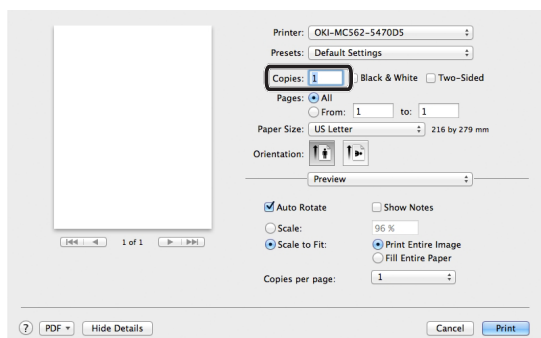 Printer: OKI-MC562-5470D5
Presets: Default Settings
Copies: 1 Black & White Two-Sided
Pages: All
From: 1 to: 1
Paper Size: US Letter 216 by 279 mm
Orientation:
Preview
Auto Rotate Show Notes
Scale: 96 %
Scale to Fit: Print Entire Image
Fill Entire Paper
Copies per page: 1
1 of 1
? PDF Hide Details Cancel Print